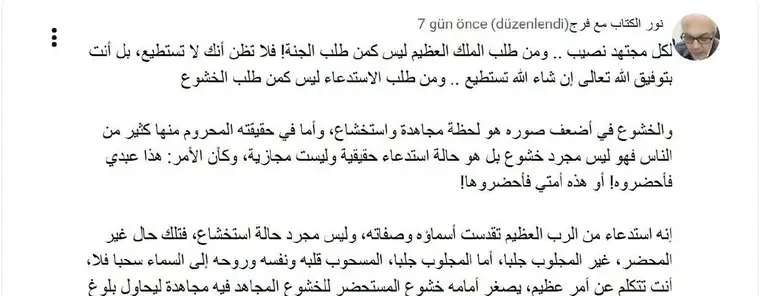 نور الكتاب مع فرج 7 gün önce (düzenlendi)
لكل مجتهد نصيب .. ومن طلب الملك العظيم ليس كمن طلب الجنة! فلا تظن أنك لا تستطيع، بل أنت
بتوفيق الله تعالى إن شاء الله تستطيع .. ومن طلب الاستدعاء ليس كمن طلب الخشوع
والخشوع في أضعف صوره هو لحظة مجاهدة واستخشاع، وأما في حقيقته المحروم منها كثير من
الناس فهو ليس مجرد خشوع بل هو حالة استدعاء حقيقية وليست مجازية، وكأن الأمر: هذا عبدي
فأحضروه! أو هذه أمتي فأحضروها!
إنه استدعاء من الرب العظيم تقدست أسماؤه وصفاته، وليس مجرد حالة استخشاع، فتلك حال غير
المحضر، غير المجلوب جلبا، أما المجلوب جلبا، المسحوب قلبه ونفسه وروحه إلى السماء سحبا فلا،
أنت تتكلم عن أمر عظيم، يصغر أمامه خشوع المستحضر للخشوع المجاهد فيه مجاهدة ليحاول بلوغ